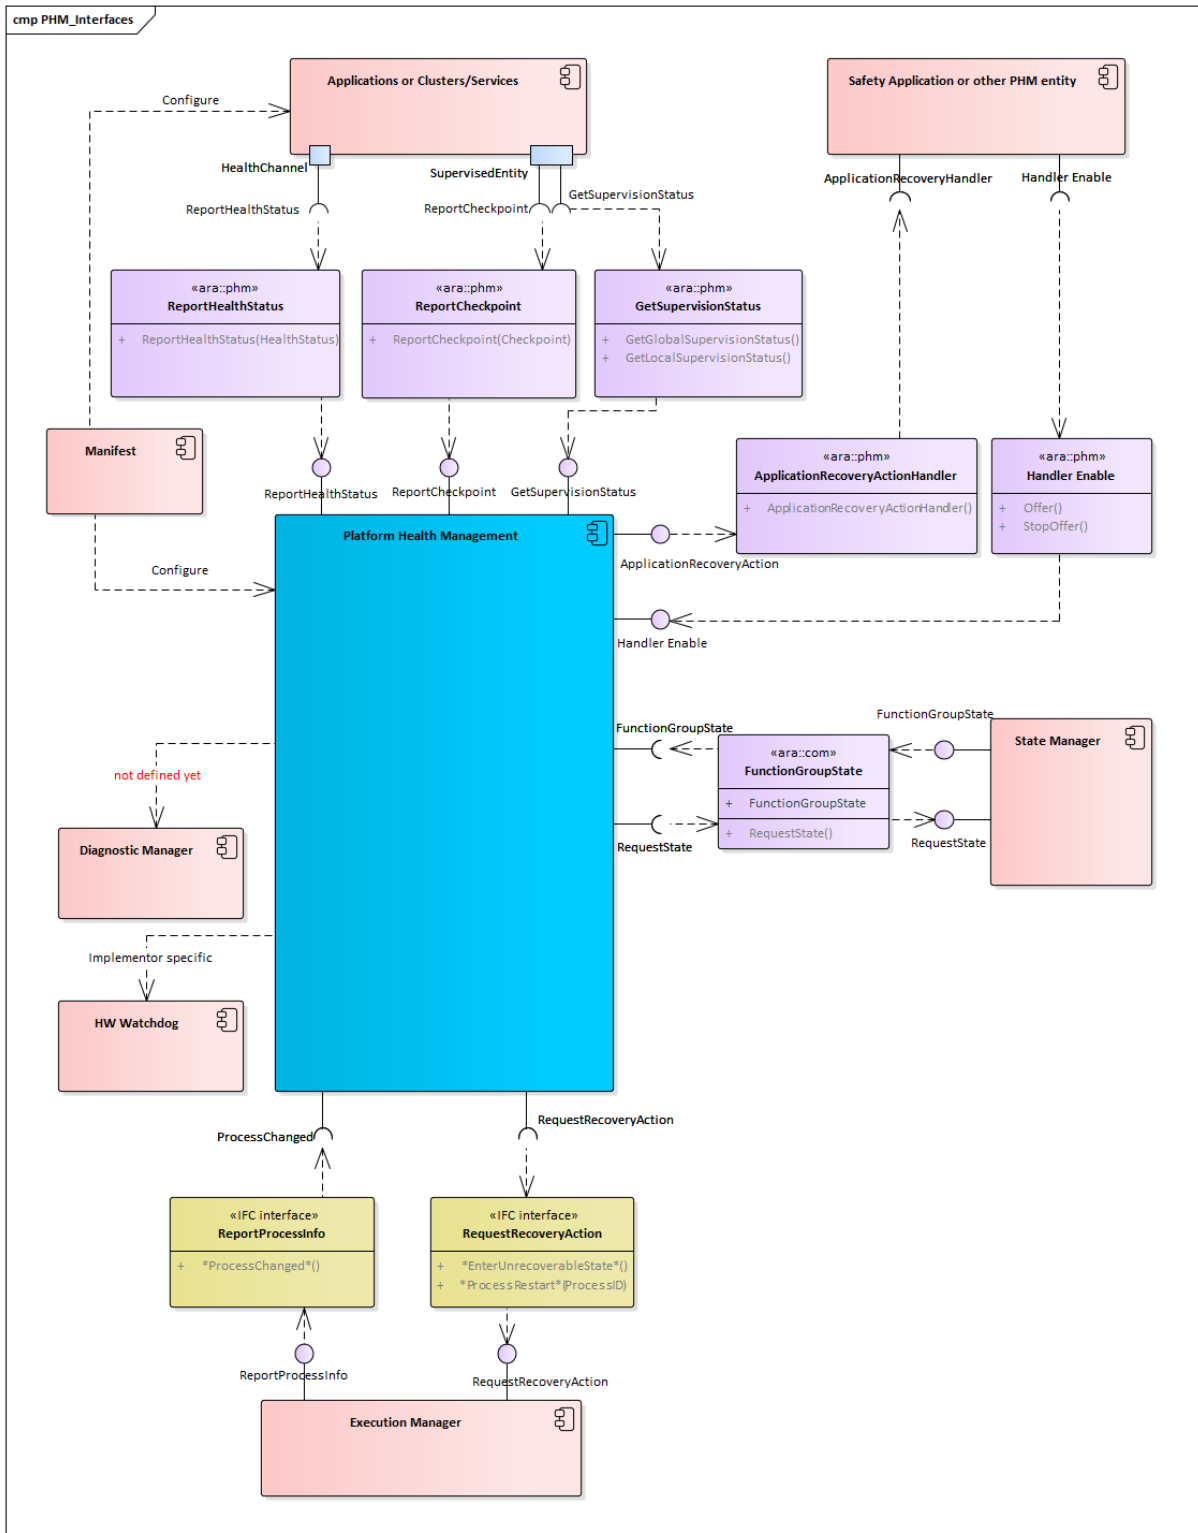 cmp PHM_Interfaces
Applications or Clusters/Services
Safety Application or other PHM entity
Configure
HealthChannel
SupervisedEntity
ApplicationRecoveryHandler
Handler Enable
GetSupervisionStatus
ReportHealthStatus
ReportCheckpoint
«ara::phm»
ReportHealthStatus
+ ReportHealthStatus(HealthStatus)
«ara::phm»
ReportCheckpoint
+ ReportCheckpoint(Checkpoint)
«ara::phm»
GetSupervisionStatus
+ GetGlobalSupervisionStatus()
+ GetLocalSupervisionStatus()
Manifest
«ara::phm»
ApplicationRecoveryActionHandler
+ ApplicationRecoveryActionHandler()
«ara::phm»
Handler Enable
+ Offer()
+ StopOffer()
ReportHealthStatus
ReportCheckpoint
GetSupervisionStatus
Platform Health Management
ApplicationRecoveryAction
Configure
Handler Enable
FunctionGroupState
FunctionGroupState
«ara::com»
FunctionGroupState
+ FunctionGroupState
+ RequestState()
State Manager
not defined yet
RequestState
RequestState
Diagnostic Manager
Implementor specific
HW Watchdog
ProcessChanged
RequestRecoveryAction
«IFC interface»
ReportProcessInfo
+ *ProcessChanged*()
«IFC interface»
RequestRecoveryAction
+ *EnterUnrecoverableState*()
+ *ProcessRestart*(ProcessID)
ReportProcessInfo
RequestRecoveryAction
Execution Manager